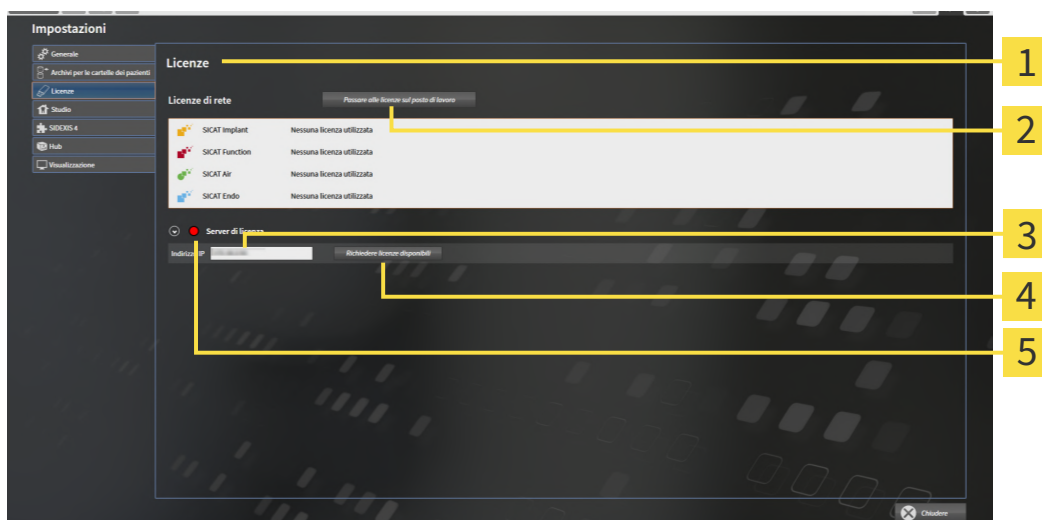 Impostazioni
Generale
Archivi per le cartelle dei pazienti
Licenze
Studio
SIDEXIS 4
Hub
Visualizzazione
Licenze
1
Licenze di rete
Passare alle licenze sul posto di lavoro
2
SICAT Implant Nessuna licenza utilizzata
SICAT Function Nessuna licenza utilizzata
SICAT Air Nessuna licenza utilizzata
SICAT Endo Nessuna licenza utilizzata
Server di licenza
3
Indirizzo IP
Richiedere licenze disponibili
4
5
Chiudere